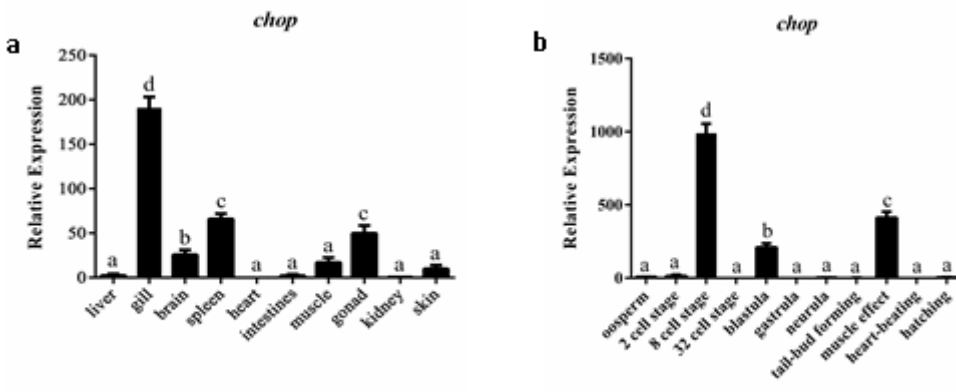 chop
a
Relative Expression
250
200
150
100
50
0
a
d
b
c
a
a
a
c
a
a
liver
gill
brain
spleen
heart
intestines
muscle
gonad
kidney
skin
chop
b
Relative Expression
1500
1000
500
0
a
a
d
a
b
a
a
a
c
a
a
oosperm
2 cell stage
8 cell stage
32 cell stage
blastula
gastrula
neurula
tail-bud forming
muscle effect
heart-beating
hatching